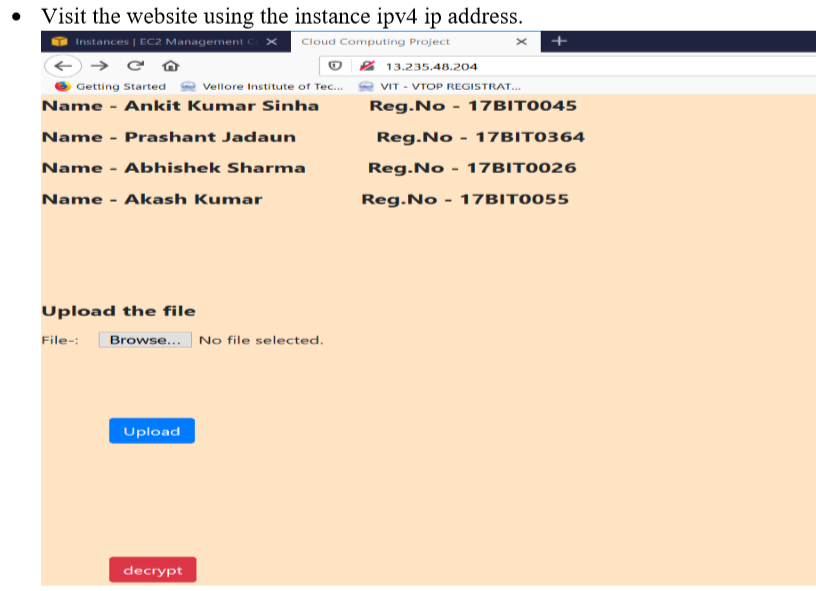 • Visit the website using the instance ipv4 ip address.
Instances | EC2 Management C
Cloud Computing Project
13.235.48.204
Getting Started Vellore Institute of Tec... VIT - VTOP REGISTRAT...
Name - Ankit Kumar Sinha Reg.No - 17BIT0045
Name - Prashant Jadaun Reg.No - 17BIT0364
Name - Abhishek Sharma Reg.No - 17BIT0026
Name - Akash Kumar Reg.No - 17BIT0055
Upload the file
File-: Browse... No file selected.
Upload
decrypt